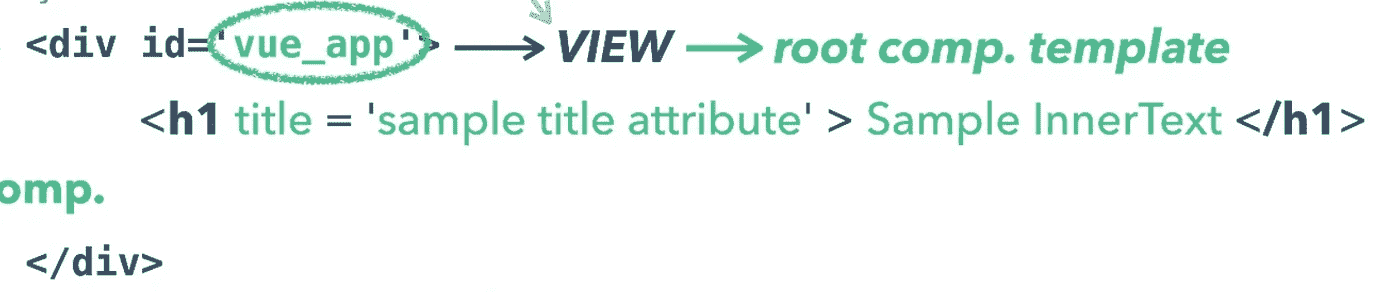 <div id='vue_app'> → VIEW → root comp. template
<h1 title = 'sample title attribute' > Sample InnerText </h1>
omp.
</div>